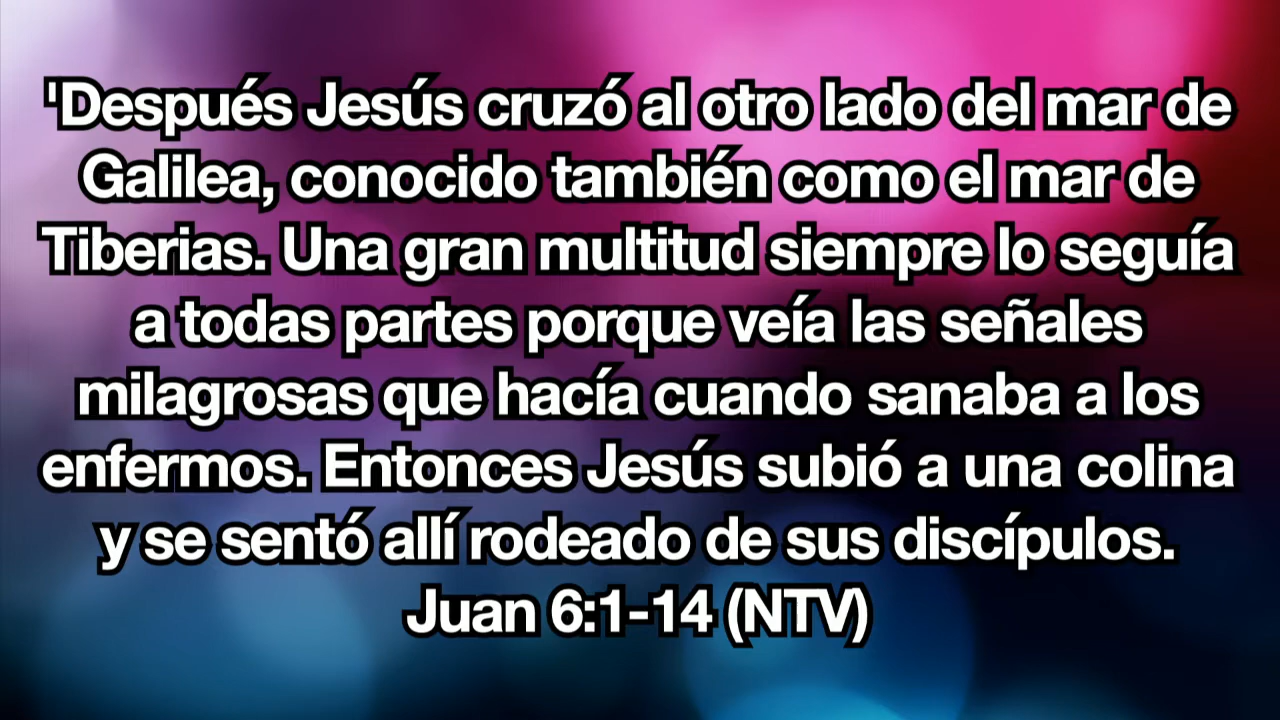 'Después Jesús cruzó al otro lado del mar de
Galilea, conocido también como el mar de
Tiberias. Una gran multitud siempre lo seguía
a todas partes porque veía las señales
milagrosas que hacía cuando sanaba a los
enfermos. Entonces Jesús subió a una colina
y se sentó allí rodeado de sus discípulos.
Juan 6:1-14 (NTV)